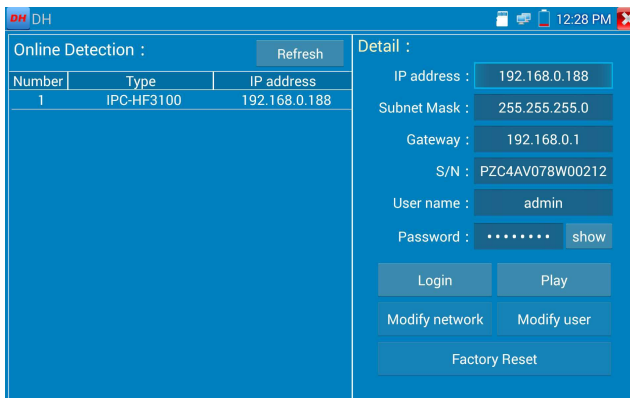 DH DH 12:28 PM
Online Detection :
Refresh
Number Type IP address
1 IPC-HF3100 192.168.0.188
Detail :
IP address : 192.168.0.188
Subnet Mask : 255.255.255.0
Gateway : 192.168.0.1
S/N : PZC4AV078W00212
User name : admin
Password : •••••••• show
Login Play
Modify network Modify user
Factory Reset